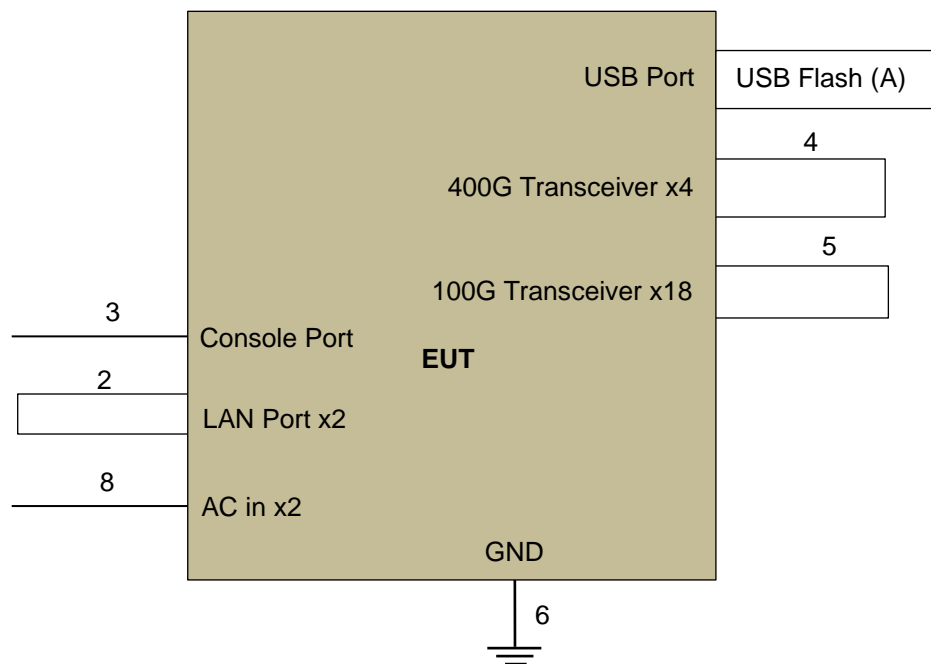 USB Port
USB Flash (A)
4
400G Transceiver x4
5
100G Transceiver x18
3
Console Port
EUT
2
LAN Port x2
8
AC in x2
GND
6